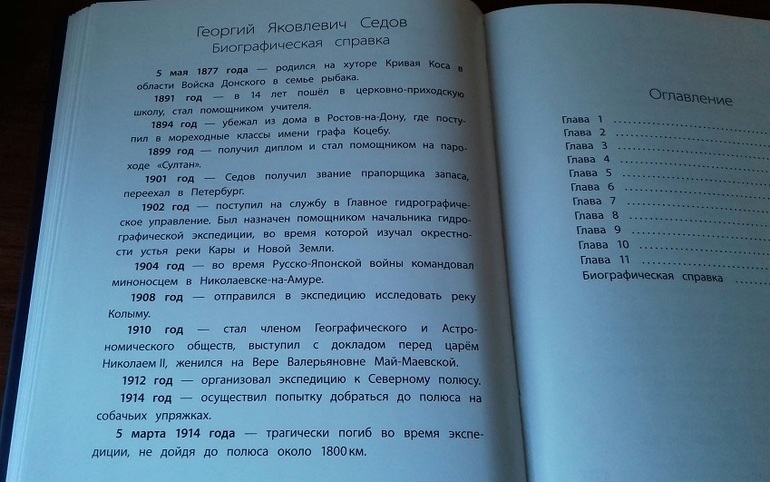 Георгий Яковлевич Седов
Биографическая справка
5 мая 1877 года — родился на хуторе Кривая Коса в
области Войска Донского в семье рыбака.
1891 год — в 14 лет пошёл в церковно-приходскую
школу, стал помощником учителя.
1894 год — убежал из дома в Ростов-на-Дону, где посту-
пил в мореходные классы имени графа Коцебу.
1899 год — получил диплом и стал помощником на паро-
ходе «Султан».
1901 год — Седов получил звание прапорщика запаса,
переехал в Петербург.
1902 год — поступил на службу в Главное гидрографиче-
ское управление. Был назначен помощником начальника гидро-
графической экспедиции, во время которой изучал окрестно-
сти устья реки Кары и Новой Земли.
1904 год — во время Русско-Японской войны командовал
миноносцем в Николаевске-на-Амуре.
1908 год — отправился в экспедицию исследовать реку
Колыму.
1910 год — стал членом Географического и Астро-
номического обществ, выступил с докладом перед царём
Николаем II, женился на Вере Валерьяновне Май-Маевской.
1912 год — организовал экспедицию к Северному полюсу.
1914 год — осуществил попытку добраться до полюса на
собачьих упряжках.
5 марта 1914 года — трагически погиб во время экспе-
диции, не дойдя до полюса около 1800 км.
Оглавление
Глава 1
Глава 2
Глава 3
Глава 4
Глава 5
Глава 6
Глава 7
Глава 8
Глава 9
Глава 10
Глава 11
Биографическая справка